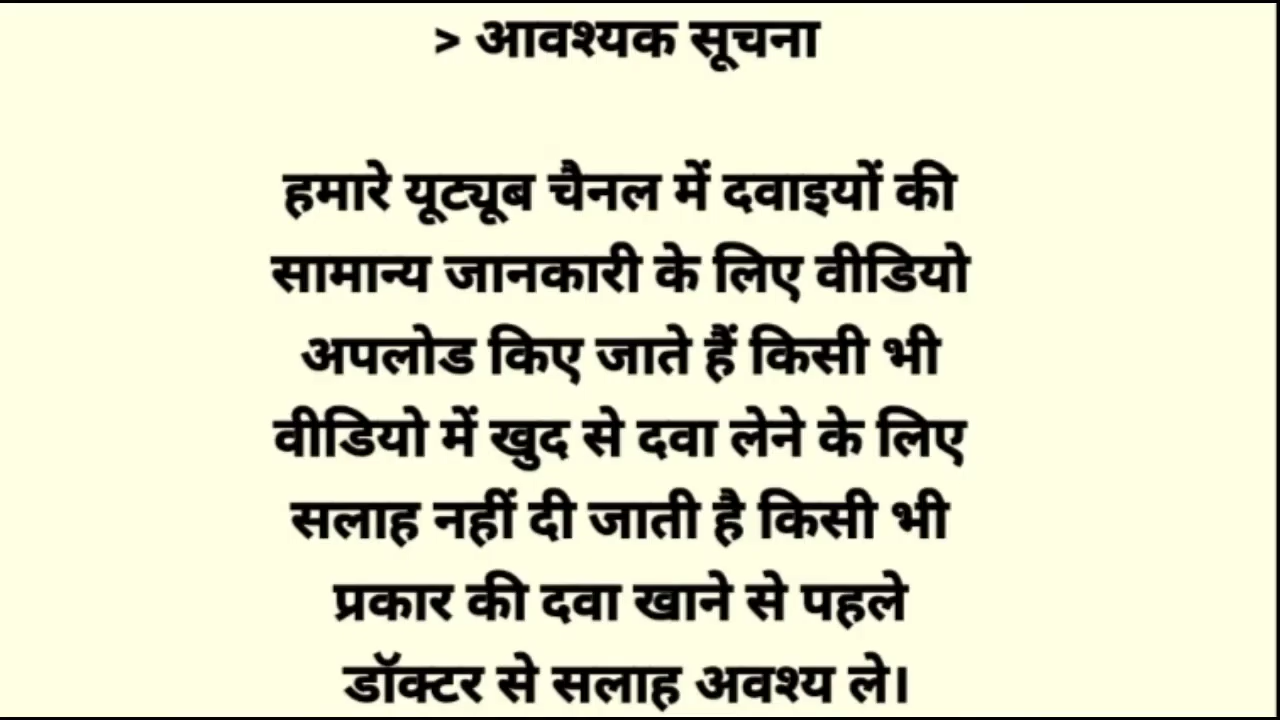 > आवश्यक सूचना
हमारे यूट्यूब चैनल में दवाइयों की
सामान्य जानकारी के लिए वीडियो
अपलोड किए जाते हैं किसी भी
वीडियो में खुद से दवा लेने के लिए
सलाह नहीं दी जाती है किसी भी
प्रकार की दवा खाने से पहले
डॉक्टर से सलाह अवश्य ले।